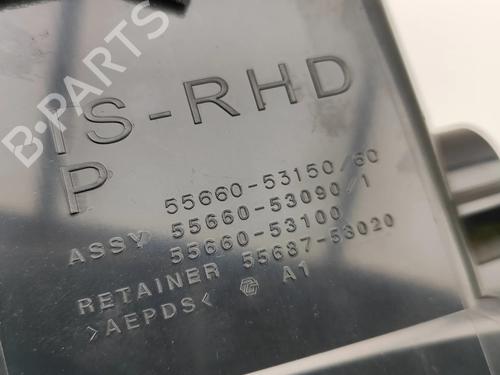 B-PARTS
IS-RHD
P
55660-53150/60
ASSY 55660-53090/1
55660-53100
RETAINER 55687-53020
>AEPDS< A1